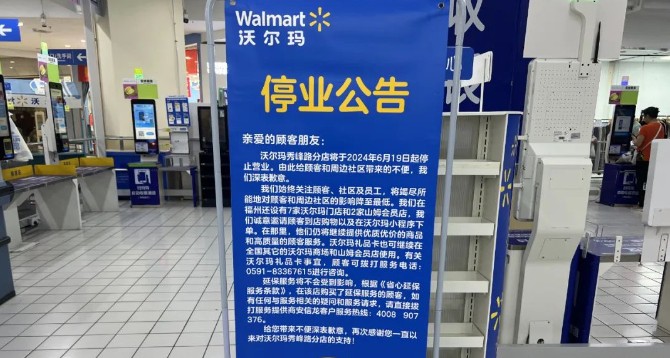 Walmart
沃尔玛
停业公告
亲爱的顾客朋友：
沃尔玛秀峰路分店将于2024年6月19日起停
止营业。由此给顾客和周边社区带来的不便，我
们深表歉意。
我们始终关注顾客、社区及员工，将竭尽所
能地对顾客和周边社区的影响降至最低。我们在
福州还设有7家沃尔玛门店和2家山姆会员店，我
们诚意邀请顾客到店购物以及在沃尔玛小程序下
单。在那里，他们仍将继续提供优质优价的商品
和高质量的顾客服务。沃尔玛礼品卡也可继续在
全国其它的沃尔玛商场和山姆会员店使用。有关
沃尔玛礼品卡事宜，顾客可拨打服务电话：
0591-83367615进行咨询。
延保服务将不会受到影响，根据《省心延保
服务条款》，在该店购买了延保服务的顾客，如
有任何与服务相关的疑问和服务请求，请直接拨
打服务提供商安信龙客户服务热线：4008 907
376。
给您带来不便深表歉意，再次感谢您一直以
来对沃尔玛秀峰路分店的支持！